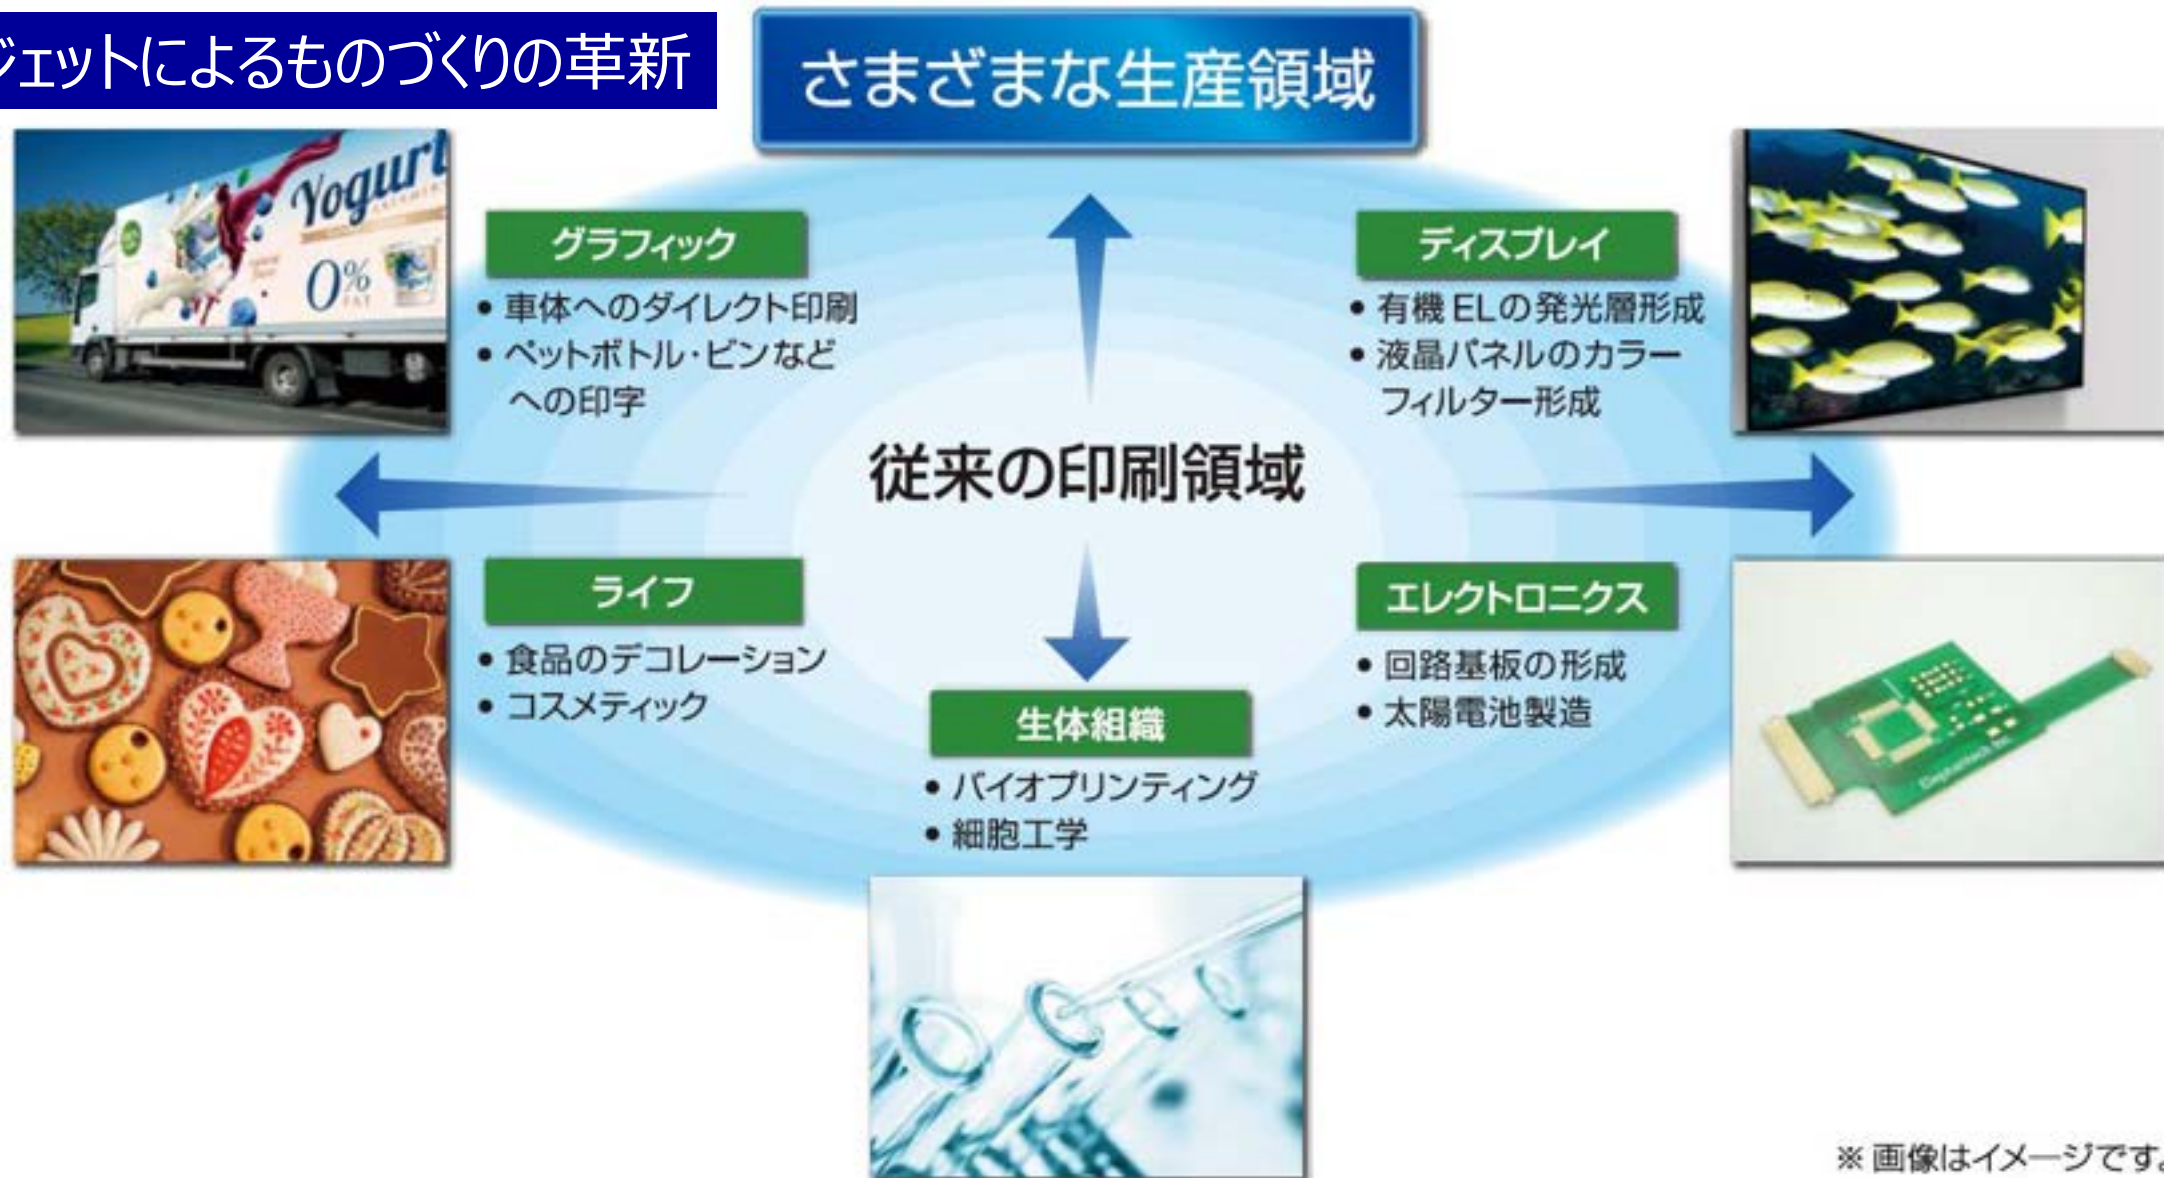 ジェットによるものづくりの革新
さまざまな生産領域
Yogurt
0%
FAT
グラフィック
• 車体へのダイレクト印刷
• ペットボトル・ビンなど
への印字
ディスプレイ
• 有機ELの発光層形成
• 液晶パネルのカラー
フィルター形成
従来の印刷領域
ライフ
• 食品のデコレーション
• コスメティック
エレクトロニクス
• 回路基板の形成
• 太陽電池製造
Elephantech Inc.
生体組織
• バイオプリンティング
• 細胞工学
※ 画像はイメージです。